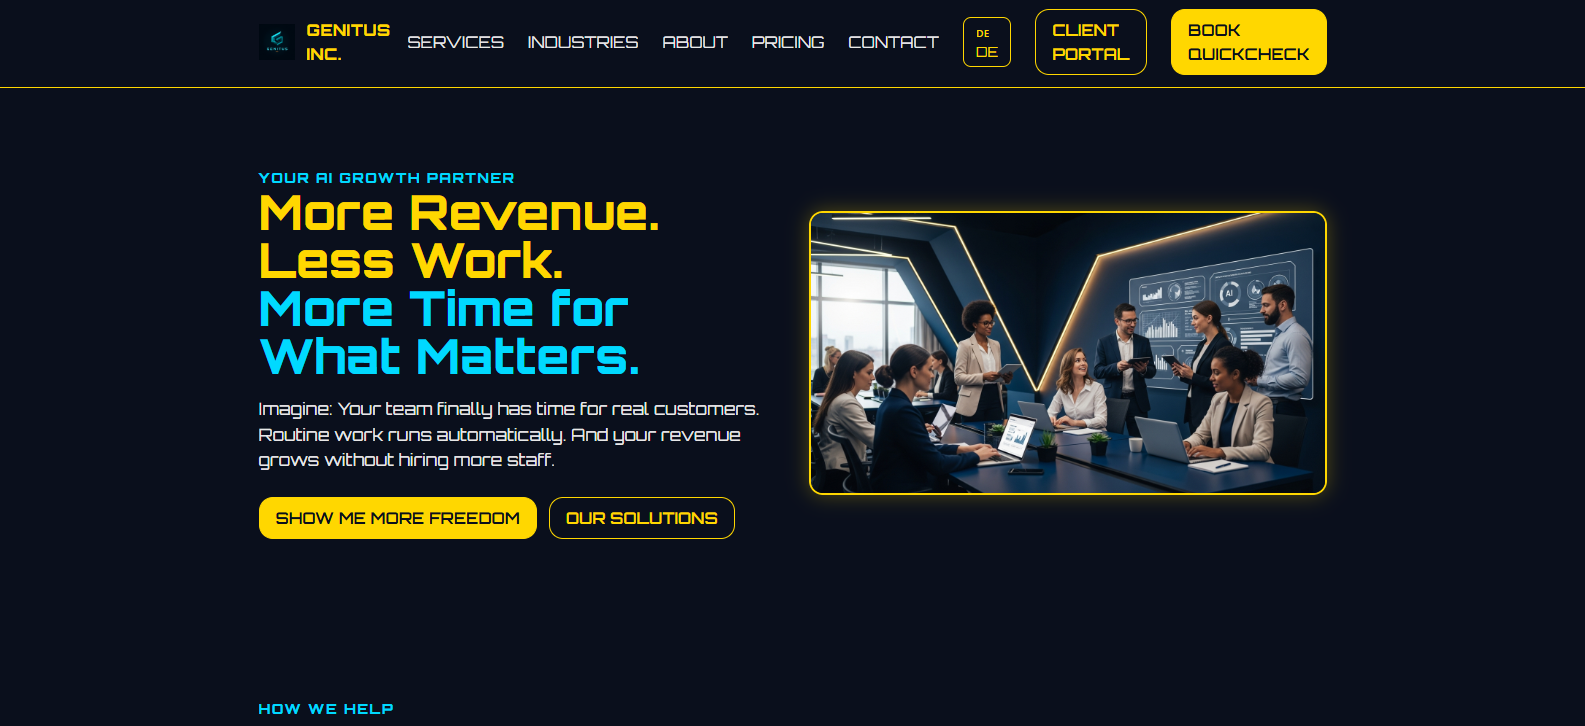 GENITUS
GENITUS
INC.
SERVICES
INDUSTRIES
ABOUT
PRICING
CONTACT
DE
DE
CLIENT
PORTAL
BOOK
QUICKCHECK
YOUR AI GROWTH PARTNER
More Revenue.
Less Work.
More Time for
What Matters.
Imagine: Your team finally has time for real customers.
Routine work runs automatically. And your revenue
grows without hiring more staff.
SHOW ME MORE FREEDOM
OUR SOLUTIONS
AI
HOW WE HELP